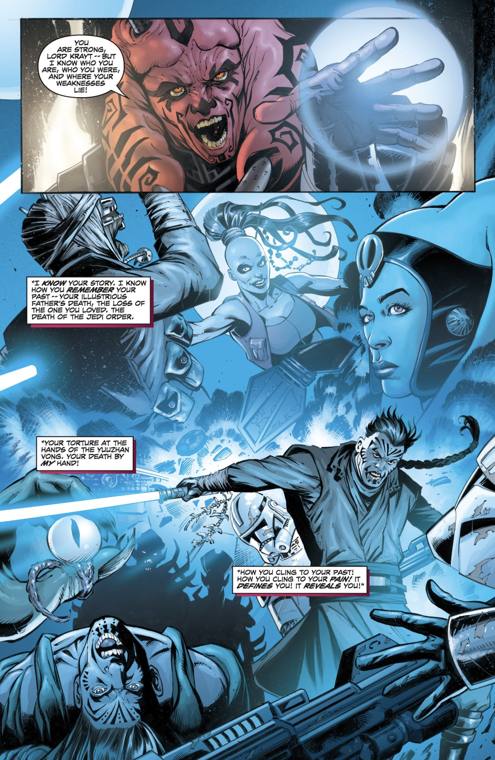 YOU
ARE STRONG,
LORD KRAYT -- BUT
I KNOW WHO YOU
ARE, WHO YOU WERE,
AND WHERE YOUR
WEAKNESSES
LIE!
"I KNOW YOUR STORY. I KNOW
HOW YOU REMEMBER YOUR
PAST -- YOUR ILLUSTRIOUS
FATHER'S DEATH, THE LOSS OF
THE ONE YOU LOVED. THE
DEATH OF THE JEDI ORDER.
"YOUR TORTURE AT THE
HANDS OF THE YUUZHAN
VONG. YOUR DEATH BY
MY HAND!
"HOW YOU CLING TO YOUR PAST!
HOW YOU CLING TO YOUR PAIN! IT
DEFINES YOU! IT REVEALS YOU!"